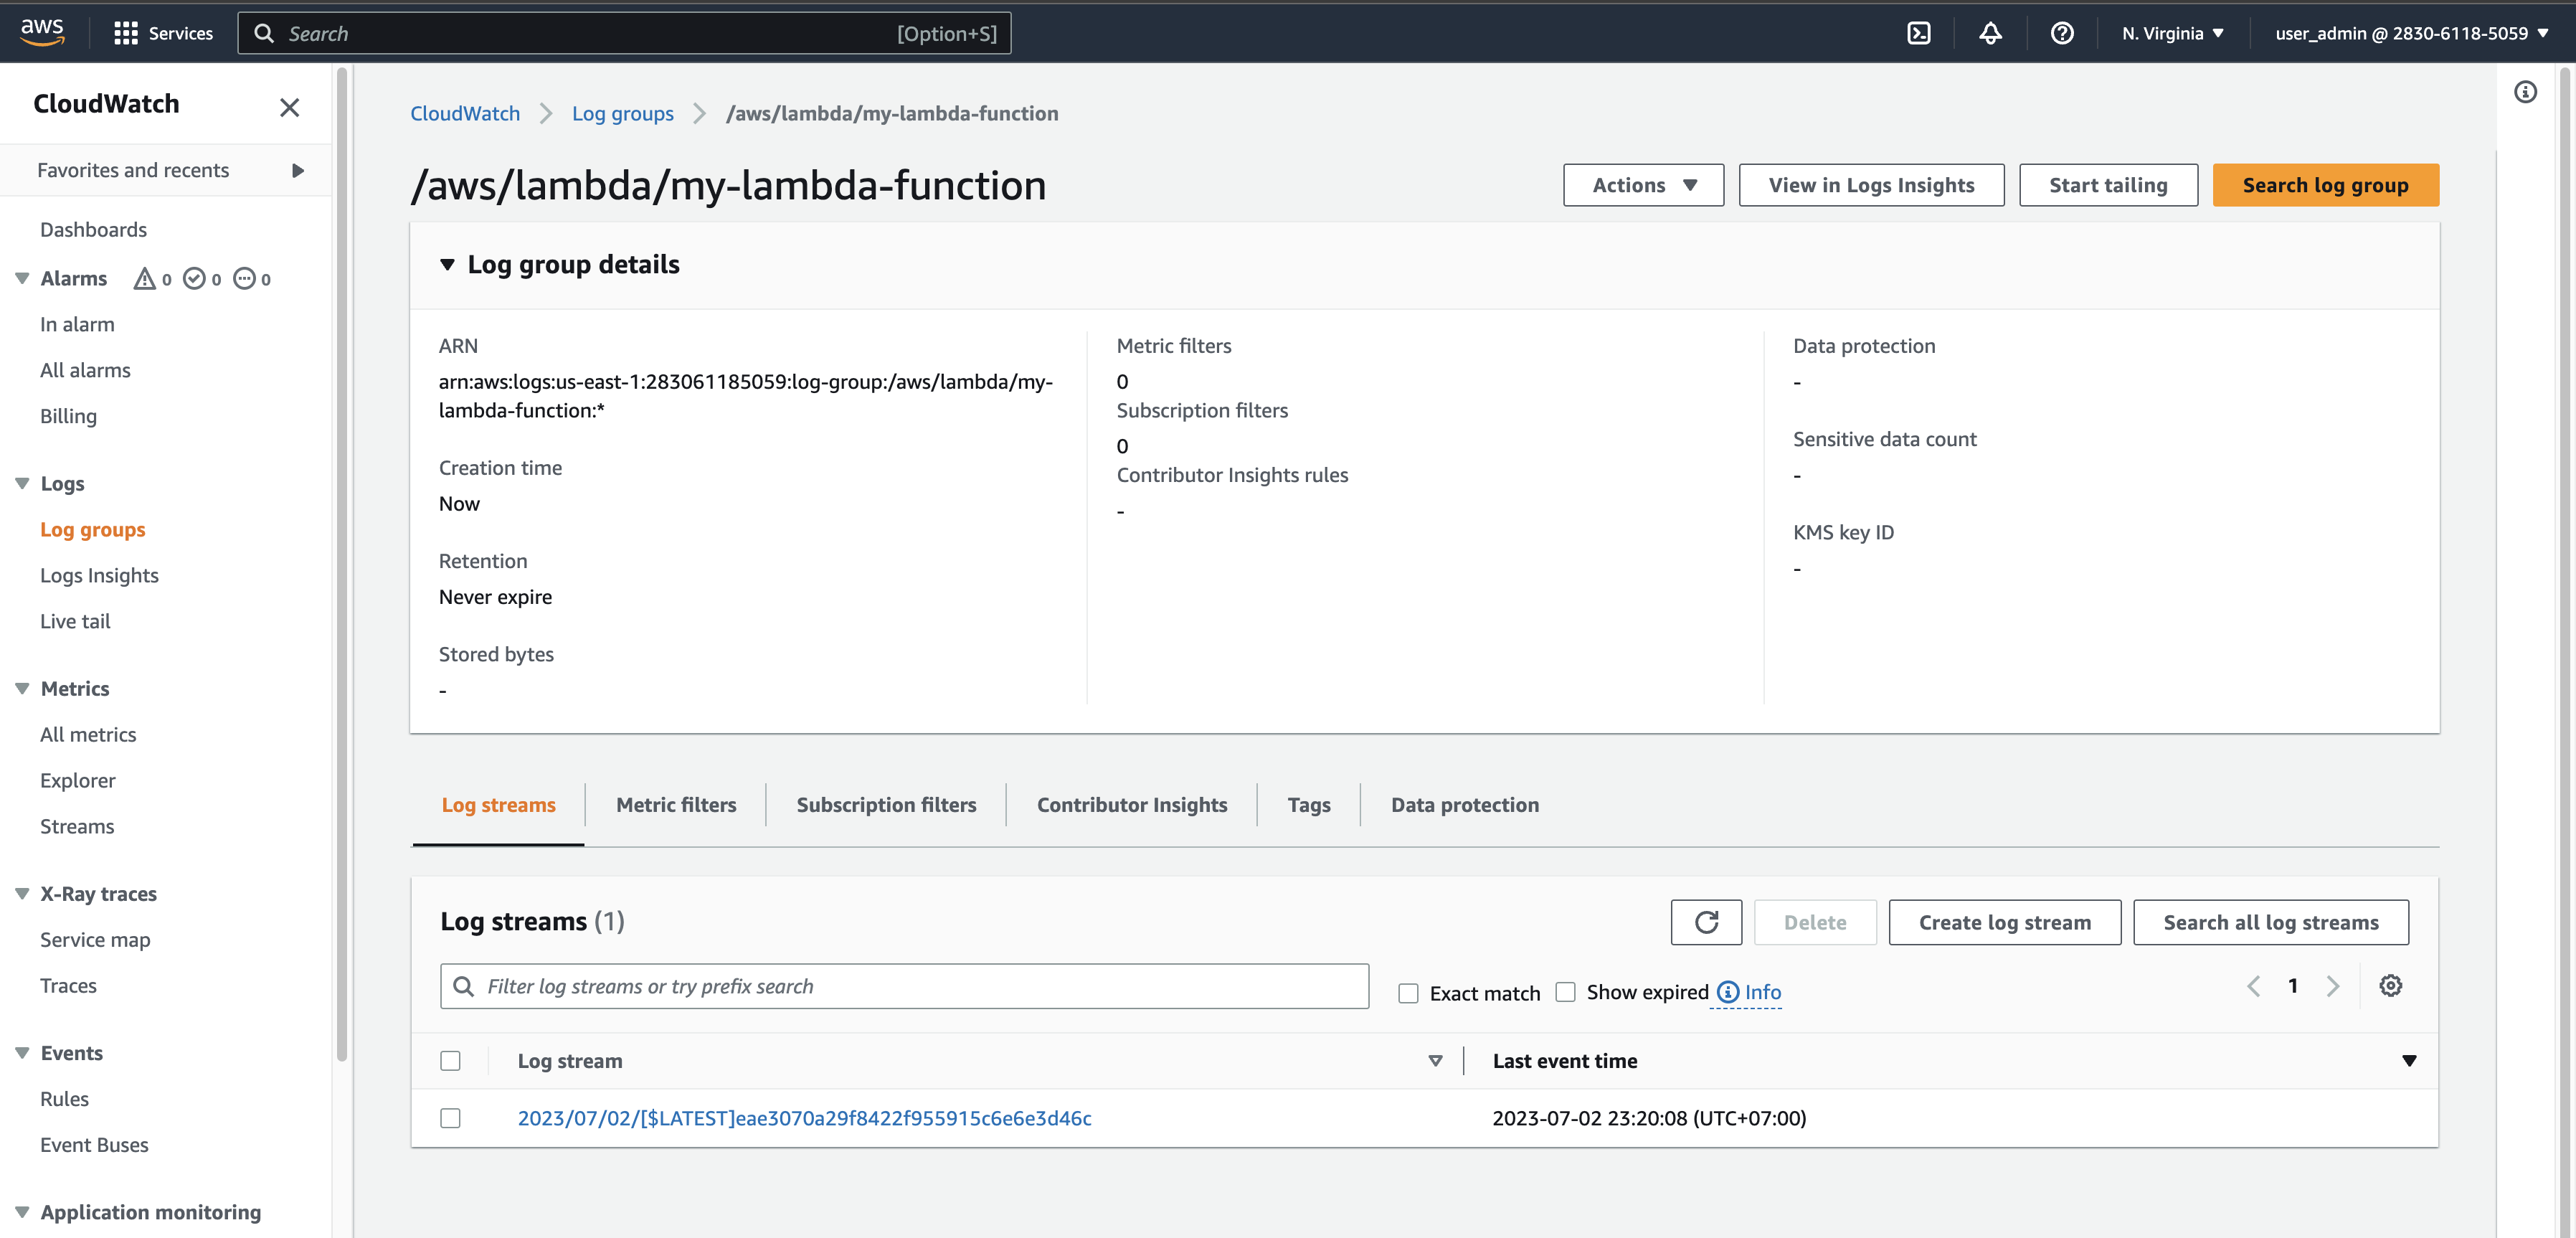 aws
Services
Search
[Option+S]
N. Virginia
user_admin @ 2830-6118-5059
CloudWatch
Favorites and recents
Dashboards
Alarms 0 0 0
In alarm
All alarms
Billing
Logs
Log groups
Logs Insights
Live tail
Metrics
All metrics
Explorer
Streams
X-Ray traces
Service map
Traces
Events
Rules
Event Buses
Application monitoring
CloudWatch Log groups /aws/lambda/my-lambda-function
/aws/lambda/my-lambda-function
Actions
View in Logs Insights
Start tailing
Search log group
Log group details
ARN
arn:aws:logs:us-east-1:283061185059:log-group:/aws/lambda/my-
lambda-function:*
Creation time
Now
Retention
Never expire
Stored bytes
-
Metric filters
0
Subscription filters
0
Contributor Insights rules
-
Data protection
-
Sensitive data count
-
KMS key ID
-
Log streams
Metric filters
Subscription filters
Contributor Insights
Tags
Data protection
Log streams (1)
Delete
Create log stream
Search all log streams
Filter log streams or try prefix search
Exact match
Show expired
Info
1
Log stream
Last event time
2023/07/02/[$LATEST]eae3070a29f8422f955915c6e6e3d46c
2023-07-02 23:20:08 (UTC+07:00)